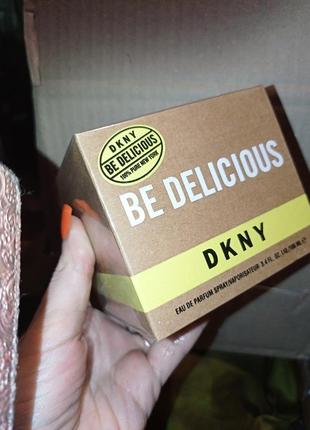 DKNY
BE DELICIOUS
100% PURE NEW YORK
BE DELICIOUS
DKNY
EAU DE PARFUM SPRAY/VAPORISATEUR 3.4 FL. OZ. LIQ./100 ML ℮